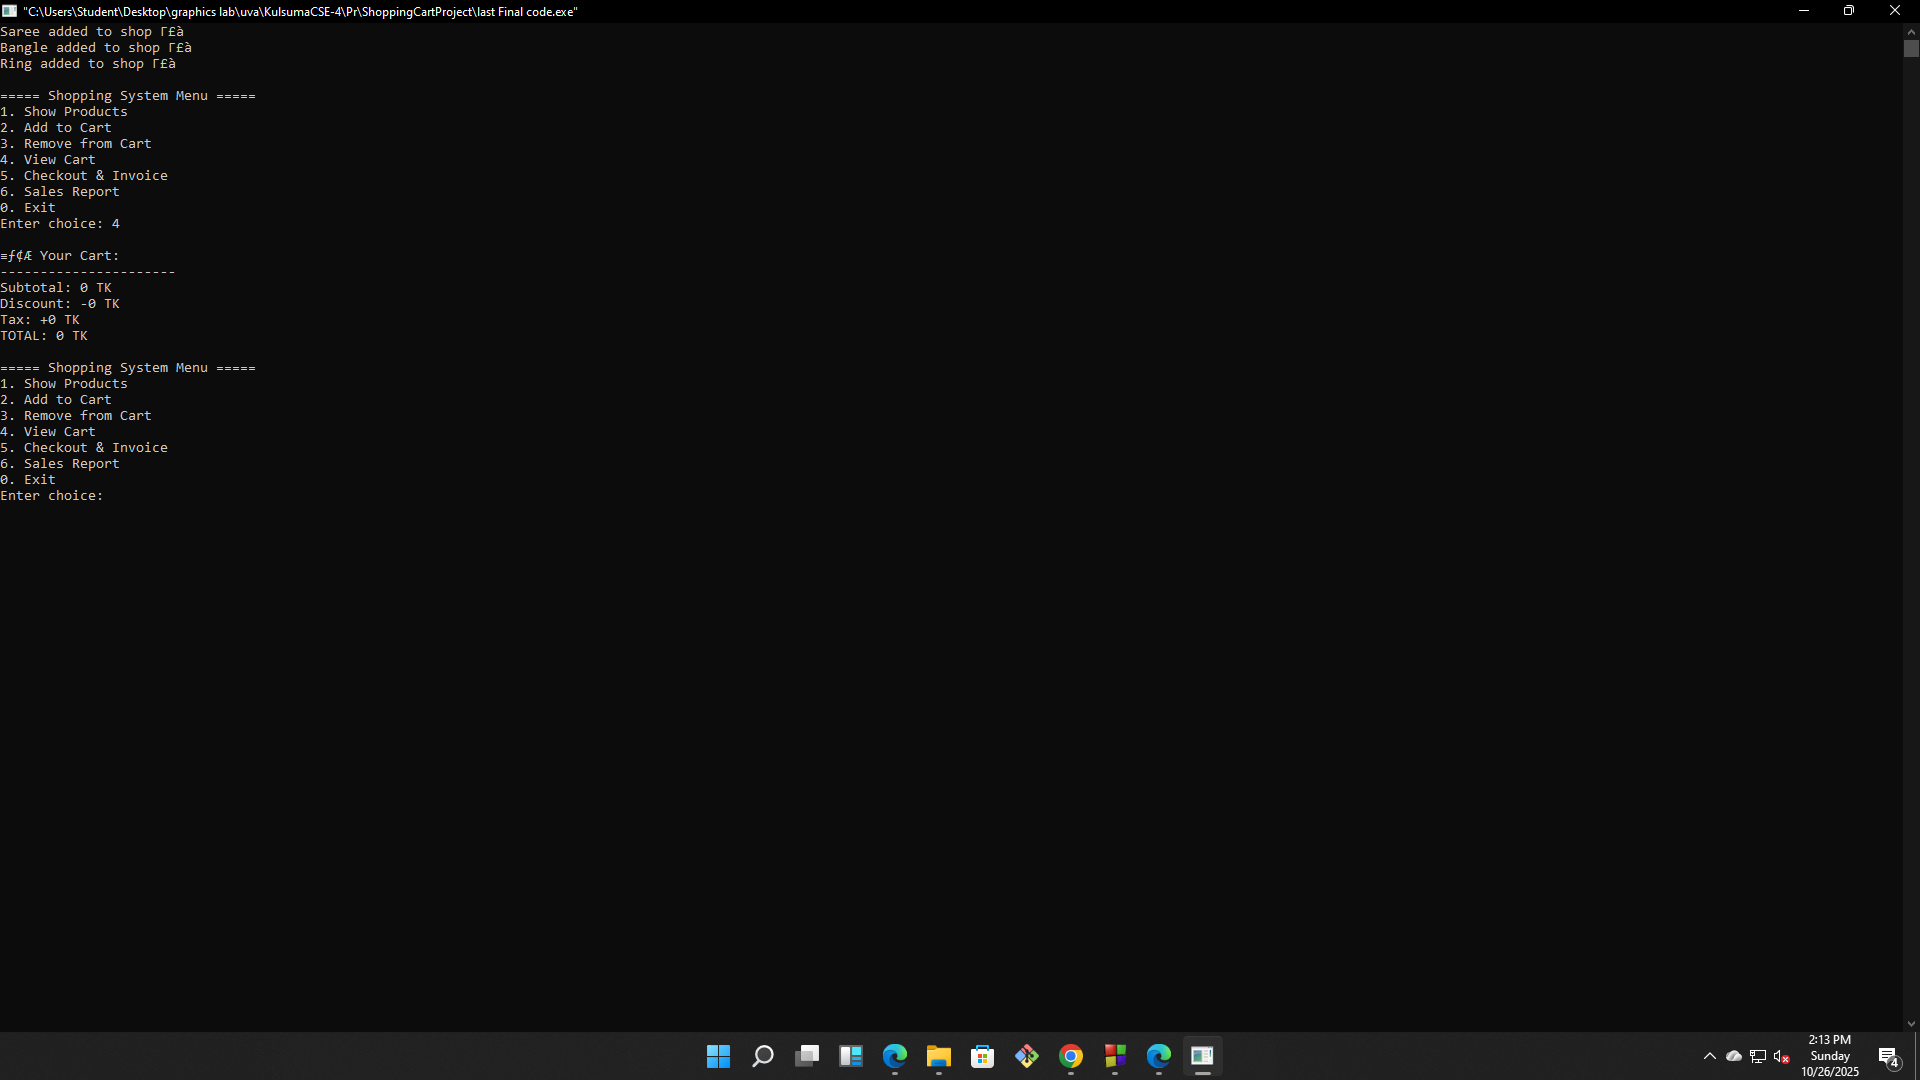 "C:\Users\Student\Desktop\graphics lab\uva\KulsumaCSE-4\Pr\ShoppingCartProject\last Final code.exe"
Saree added to shop Γ£à
Bangle added to shop Γ£à
Ring added to shop Γ£à
===== Shopping System Menu =====
1. Show Products
2. Add to Cart
3. Remove from Cart
4. View Cart
5. Checkout & Invoice
6. Sales Report
0. Exit
Enter choice: 4
≡ƒ¢Æ Your Cart:
----------------------
Subtotal: 0 TK
Discount: -0 TK
Tax: +0 TK
TOTAL: 0 TK
===== Shopping System Menu =====
1. Show Products
2. Add to Cart
3. Remove from Cart
4. View Cart
5. Checkout & Invoice
6. Sales Report
0. Exit
Enter choice:
2:13 PM
Sunday
10/26/2025
4